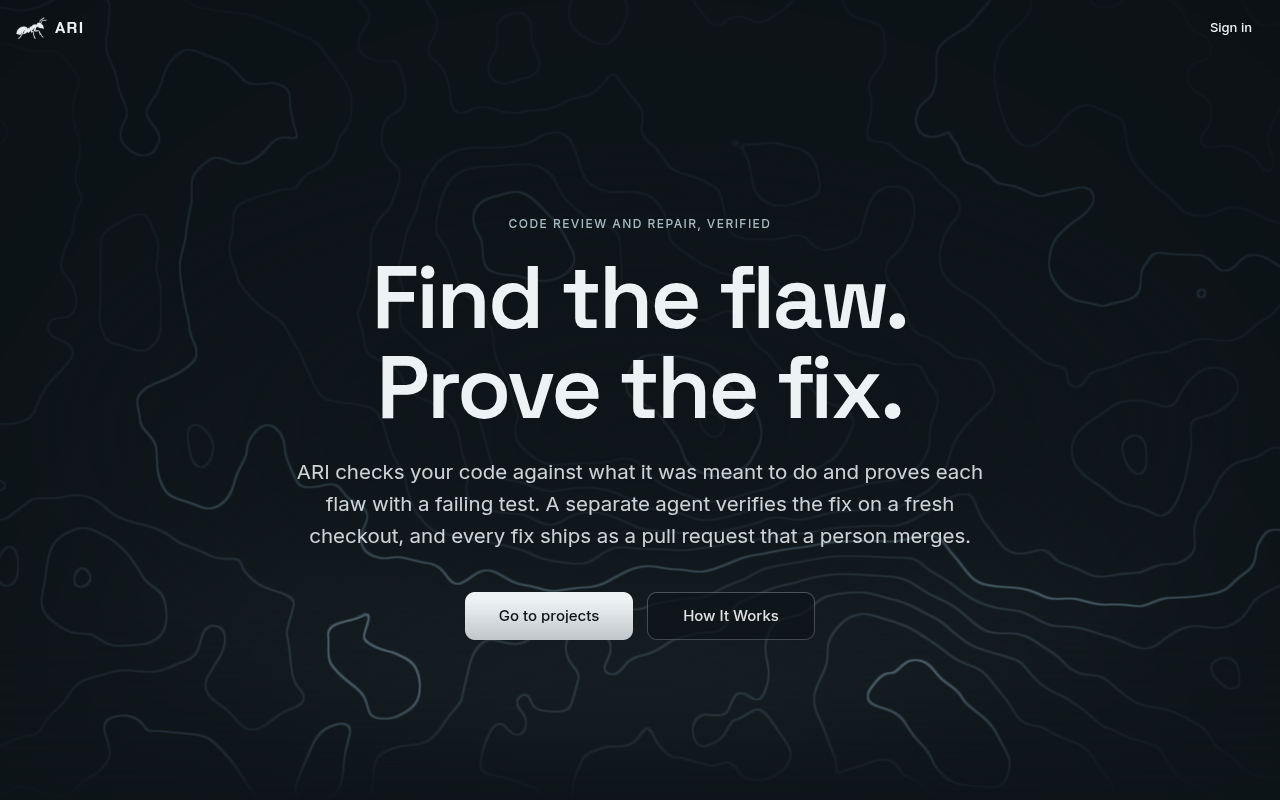 ARI
Sign in
CODE REVIEW AND REPAIR, VERIFIED
Find the flaw.
Prove the fix.
ARI checks your code against what it was meant to do and proves each
flaw with a failing test. A separate agent verifies the fix on a fresh
checkout, and every fix ships as a pull request that a person merges.
Go to projects
How It Works